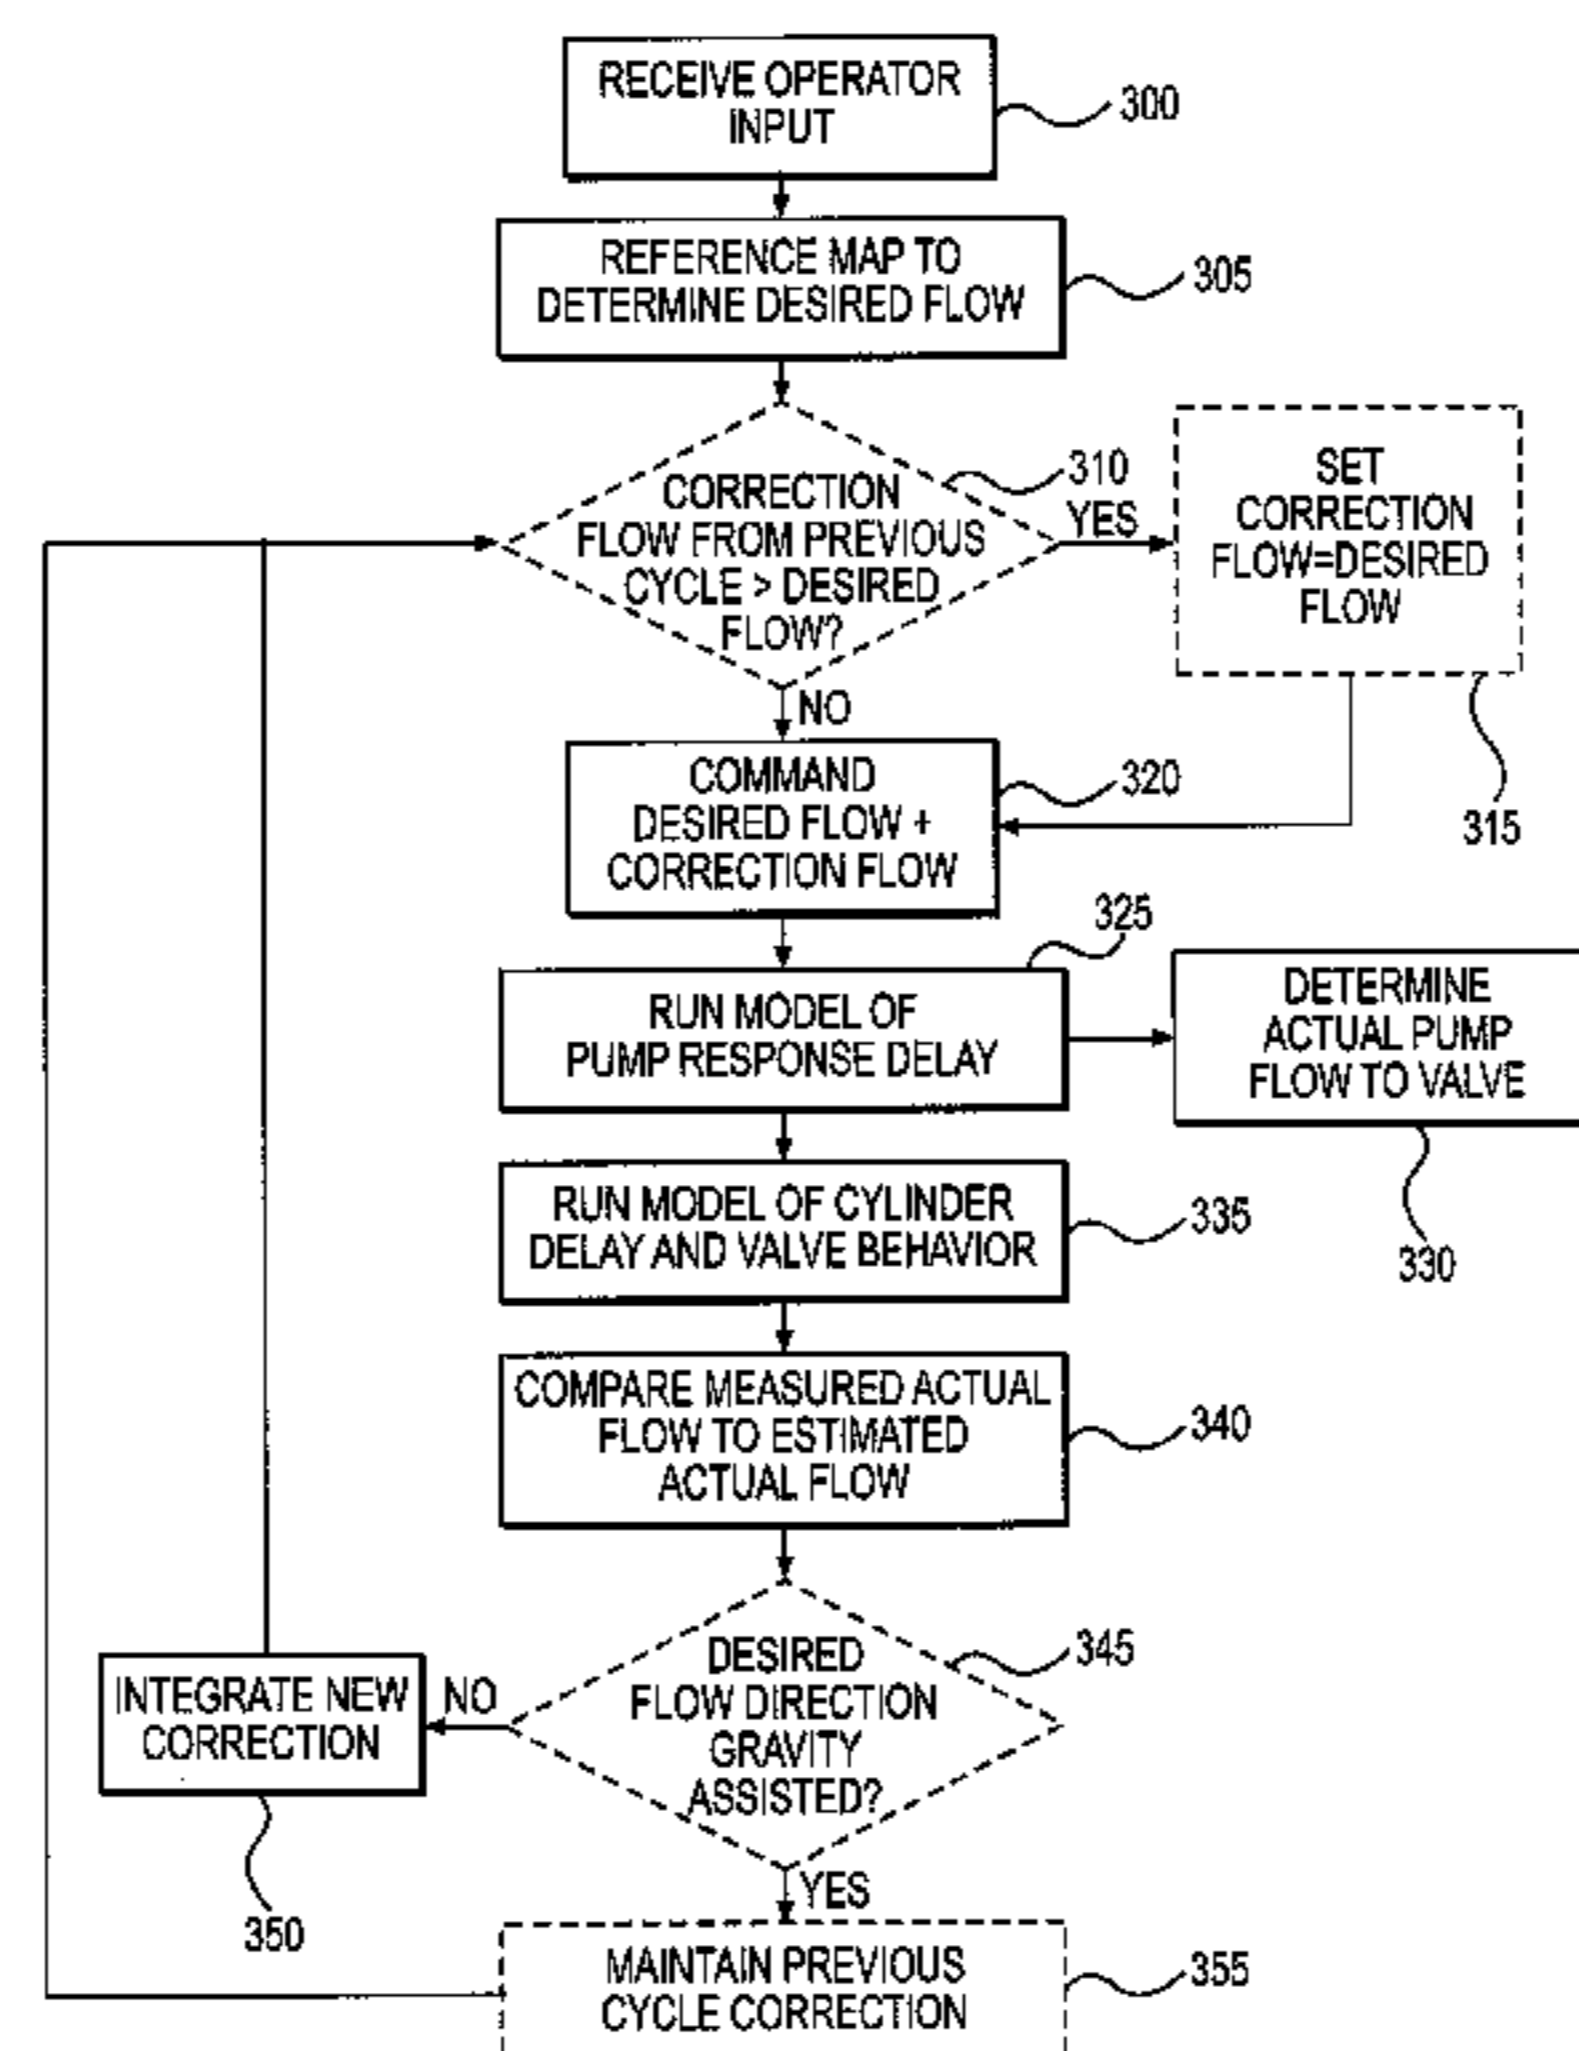 RECEIVE OPERATOR
INPUT
300
REFERENCE MAP TO
DETERMINE DESIRED FLOW
305
CORRECTION
FLOW FROM PREVIOUS
CYCLE > DESIRED
FLOW?
310
YES
SET
CORRECTION
FLOW=DESIRED
FLOW
315
NO
COMMAND
DESIRED FLOW +
CORRECTION FLOW
320
325
RUN MODEL OF
PUMP RESPONSE DELAY
DETERMINE
ACTUAL PUMP
FLOW TO VALVE
330
RUN MODEL OF CYLINDER
DELAY AND VALVE BEHAVIOR
335
COMPARE MEASURED ACTUAL
FLOW TO ESTIMATED
ACTUAL FLOW
340
DESIRED
FLOW DIRECTION
GRAVITY
ASSISTED?
345
NO
INTEGRATE NEW
CORRECTION
350
YES
MAINTAIN PREVIOUS
CYCLE CORRECTION
355